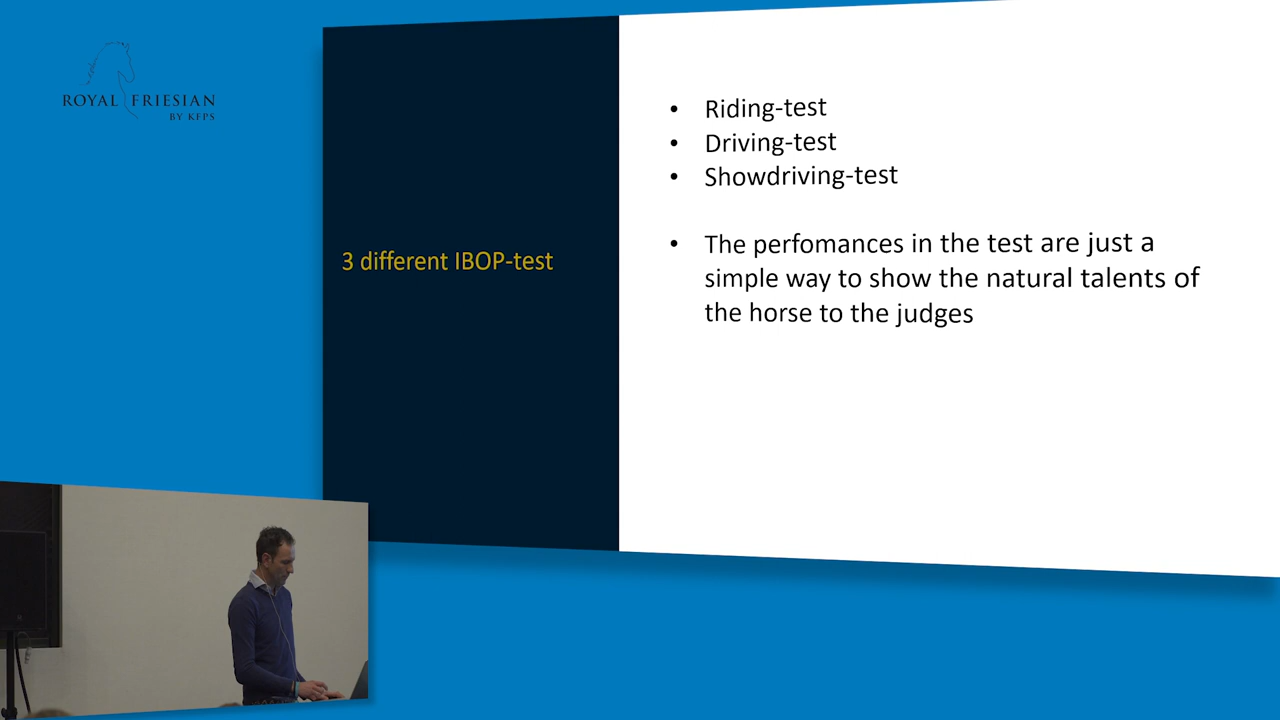 ROYAL FRIESIAN
BY KFPS
3 different IBOP-test
• Riding-test
• Driving-test
• Showdriving-test
• The perfomances in the test are just a
simple way to show the natural talents of
the horse to the judges